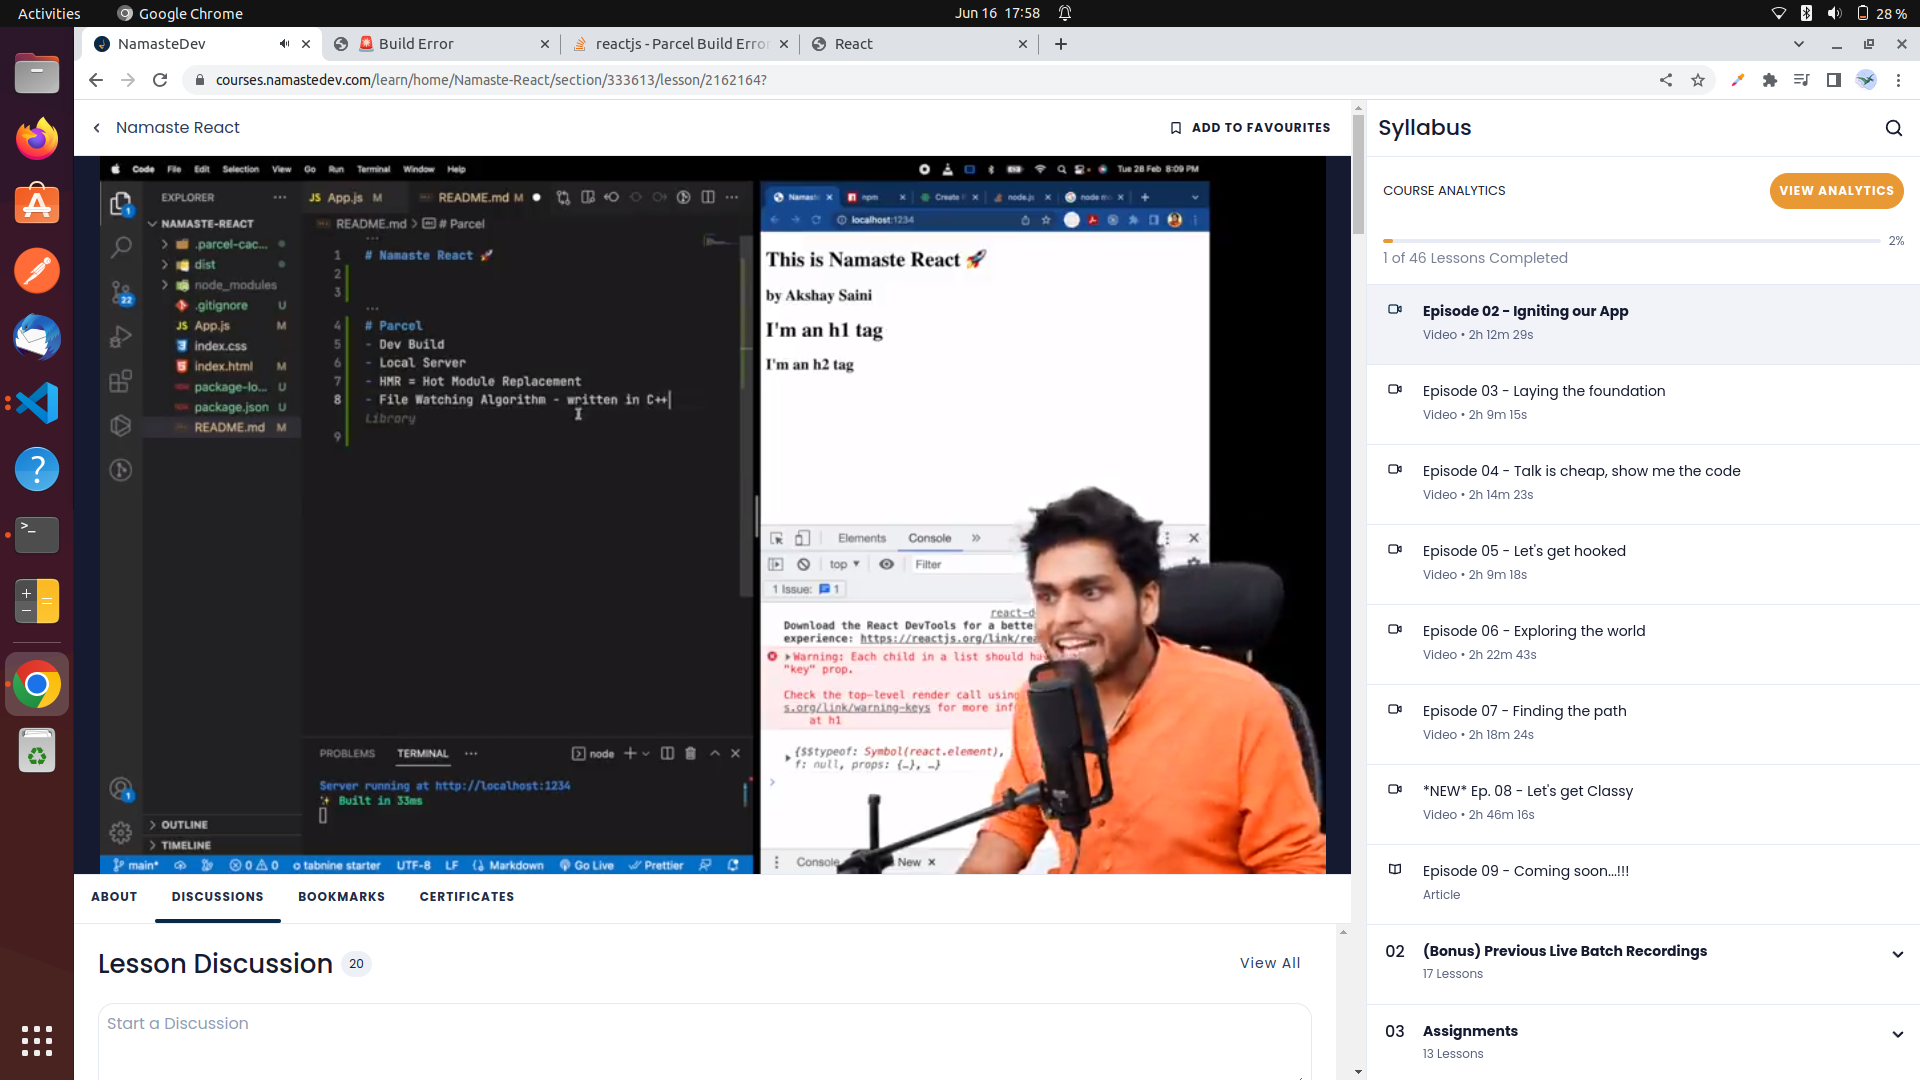 Activities
Google Chrome
Jun 16 17:58
28 %
NamasteDev
🚨 Build Error
reactjs - Parcel Build Error
React
courses.namastedev.com/learn/home/Namaste-React/section/333613/lesson/2162164?
Namaste React
ADD TO FAVOURITES
Code File Edit Selection View Go Run Terminal Window Help
Tue 28 Feb 8:09 PM
EXPLORER
NAMASTE-REACT
.parcel-cac...
dist
node_modules
.gitignore U
JS App.js M
index.css
index.html M
package-lo... U
package.json U
README.md M
OUTLINE
TIMELINE
1
22
1
JS App.js M
README.md M
README.md > # Parcel
1 # Namaste React 🚀
2
3
4 # Parcel
5 - Dev Build
6 - Local Server
7 - HMR = Hot Module Replacement
8 - File Watching Algorithm - written in C++
Library
9
PROBLEMS TERMINAL ...
node
Server running at http://localhost:1234
✨ Built in 33ms
main* 0 0 tabnine starter UTF-8 LF Markdown Go Live Prettier
Namast
npm
Create
node.js
node
localhost:1234
This is Namaste React 🚀
by Akshay Saini
I'm an h1 tag
I'm an h2 tag
Elements Console »
top ▼ Filter
1 Issue: 1
react-d
Download the React DevTools for a bette
experience: https://reactjs.org/link/rea
Warning: Each child in a list should ha
"key" prop.
Check the top-level render call using
s.org/link/warning-keys for more inf
at h1
{$$typeof: Symbol(react.element),
f: null, props: {…}, …}
Console
New
ABOUT
DISCUSSIONS
BOOKMARKS
CERTIFICATES
Lesson Discussion 20
View All
Start a Discussion
Syllabus
COURSE ANALYTICS
VIEW ANALYTICS
2%
1 of 46 Lessons Completed
Episode 02 - Igniting our App
Video • 2h 12m 29s
Episode 03 - Laying the foundation
Video • 2h 9m 15s
Episode 04 - Talk is cheap, show me the code
Video • 2h 14m 23s
Episode 05 - Let's get hooked
Video • 2h 9m 18s
Episode 06 - Exploring the world
Video • 2h 22m 43s
Episode 07 - Finding the path
Video • 2h 18m 24s
*NEW* Ep. 08 - Let's get Classy
Video • 2h 46m 16s
Episode 09 - Coming soon...!!!
Article
02 (Bonus) Previous Live Batch Recordings
17 Lessons
03 Assignments
13 Lessons